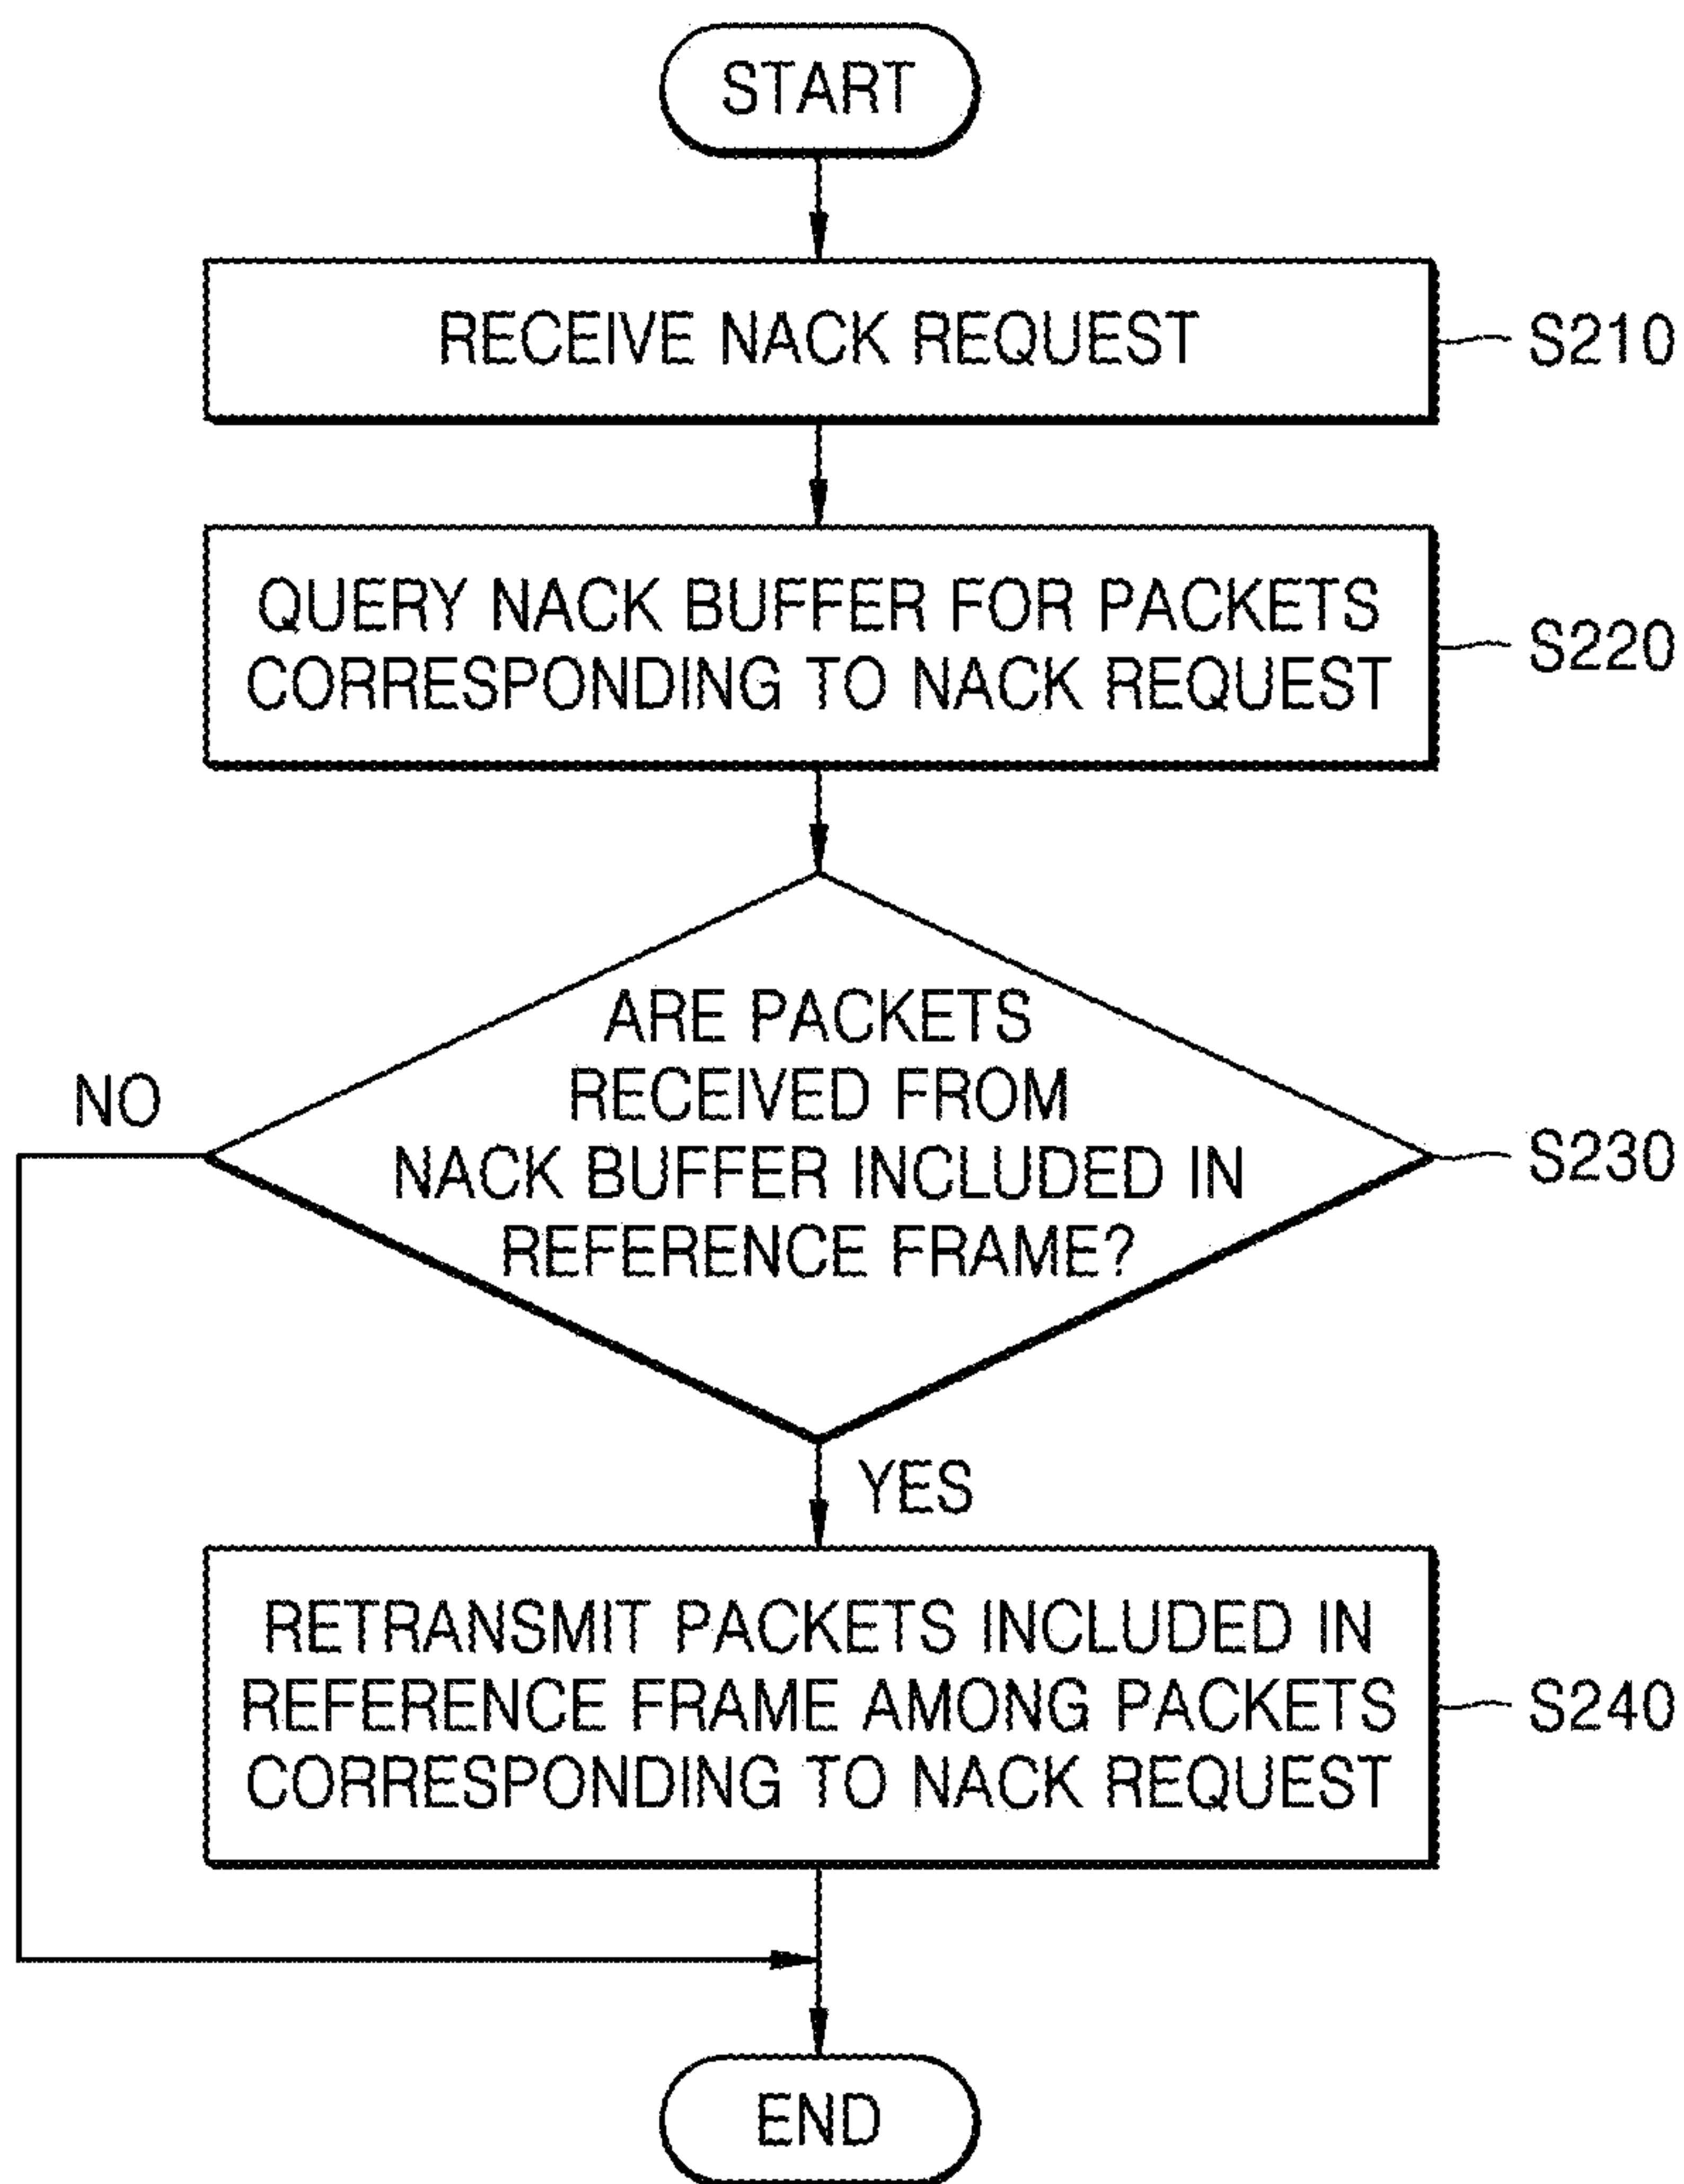 START
RECEIVE NACK REQUEST
S210
QUERY NACK BUFFER FOR PACKETS
CORRESPONDING TO NACK REQUEST
S220
ARE PACKETS
RECEIVED FROM
NACK BUFFER INCLUDED IN
REFERENCE FRAME?
S230
NO
YES
RETRANSMIT PACKETS INCLUDED IN
REFERENCE FRAME AMONG PACKETS
CORRESPONDING TO NACK REQUEST
S240
END